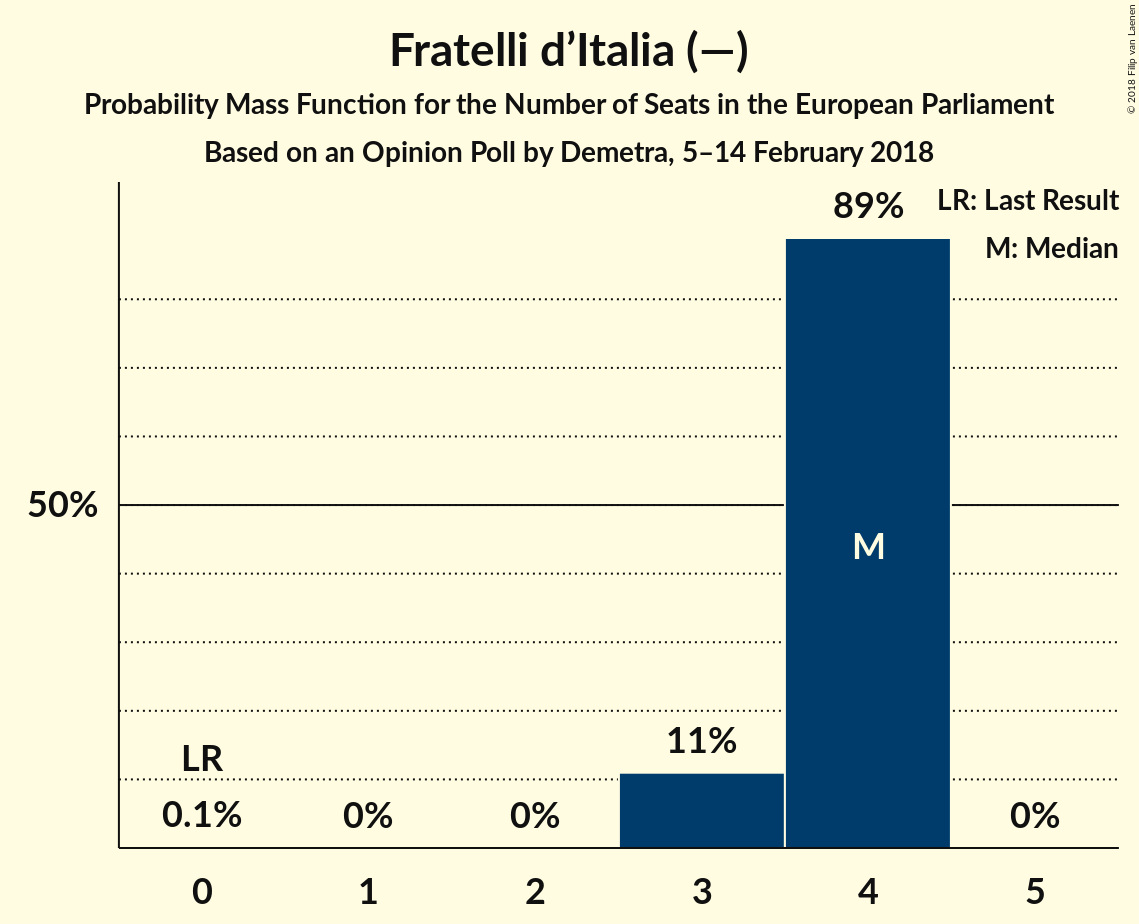 Fratelli d’Italia (—)
Probability Mass Function for the Number of Seats in the European Parliament
Based on an Opinion Poll by Demetra, 5–14 February 2018
© 2018 Filip van Laenen
LR: Last Result
M: Median
89%
50%
M
11%
LR
0.1%
0%
0%
0%
0
1
2
3
4
5